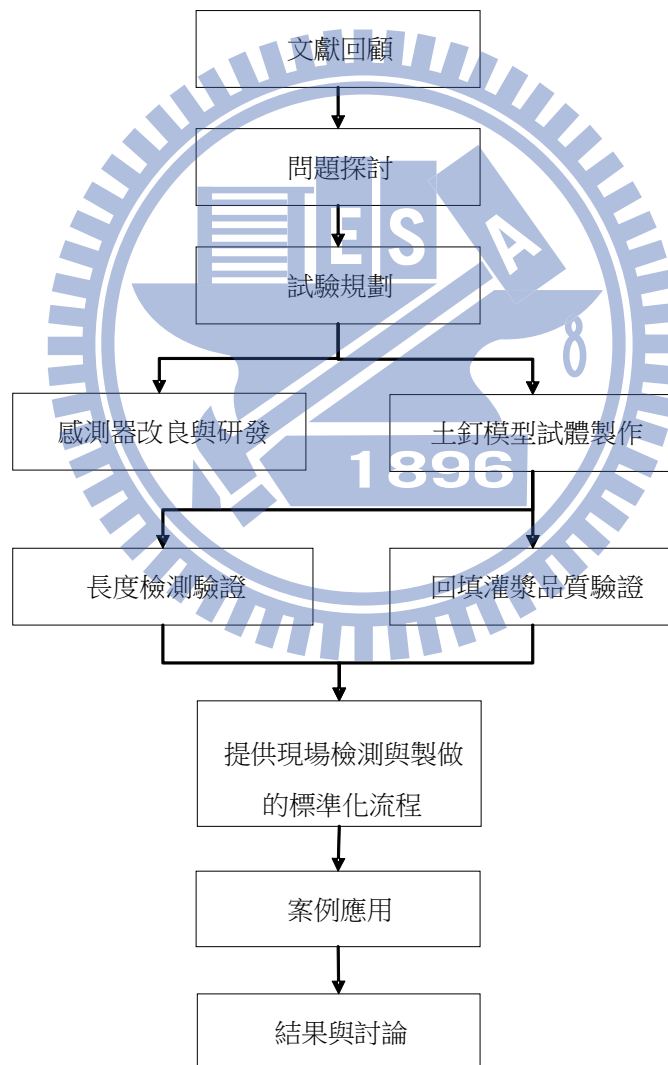 文獻回顧
問題探討
ESA
試驗規劃
8
感測器改良與研發
土釘模型試體製作
1896
長度檢測驗證
回填灌漿品質驗證
提供現場檢測與製做
的標準化流程
案例應用
結果與討論